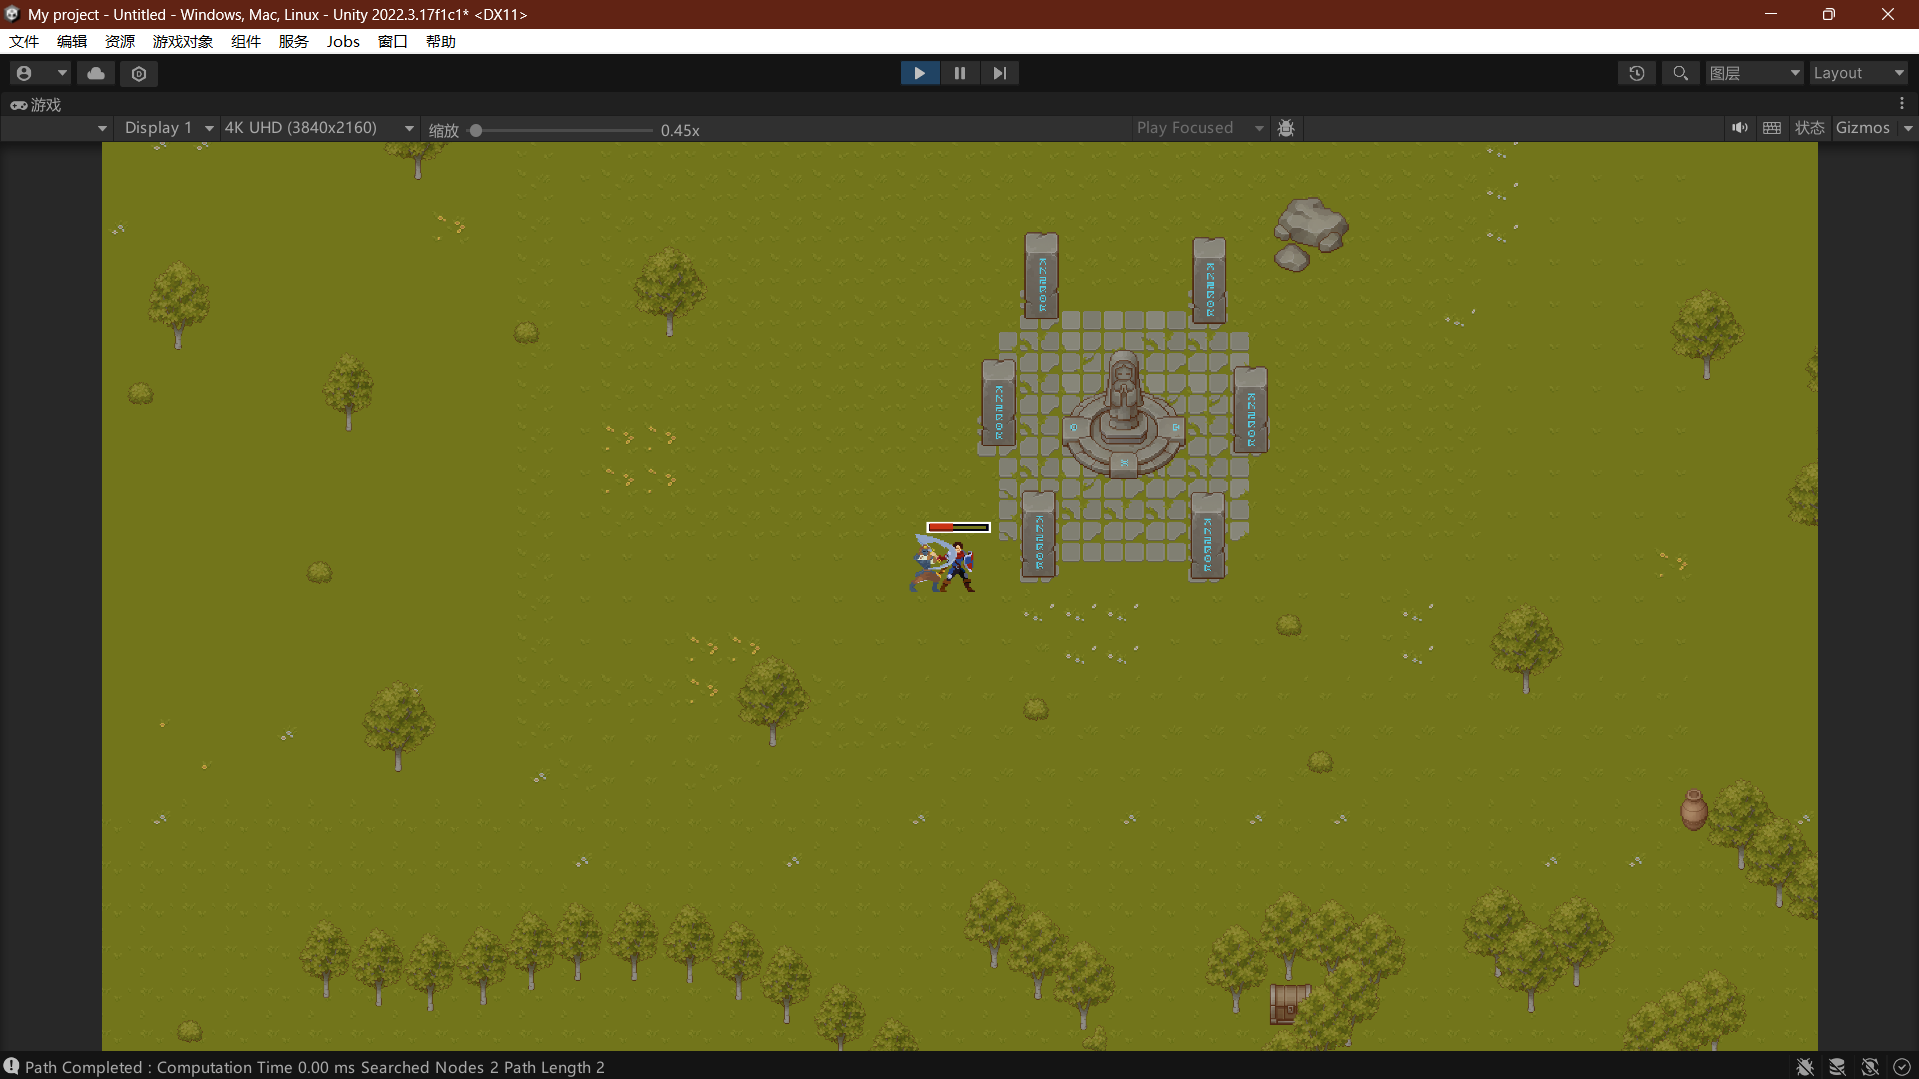 My project - Untitled - Windows, Mac, Linux - Unity 2022.3.17f1c1* <DX11>
文件 编辑 资源 游戏对象 组件 服务 Jobs 窗口 帮助
图层 Layout
游戏
Display 1 4K UHD (3840x2160) 缩放 0.45x Play Focused 状态 Gizmos
Path Completed : Computation Time 0.00 ms Searched Nodes 2 Path Length 2